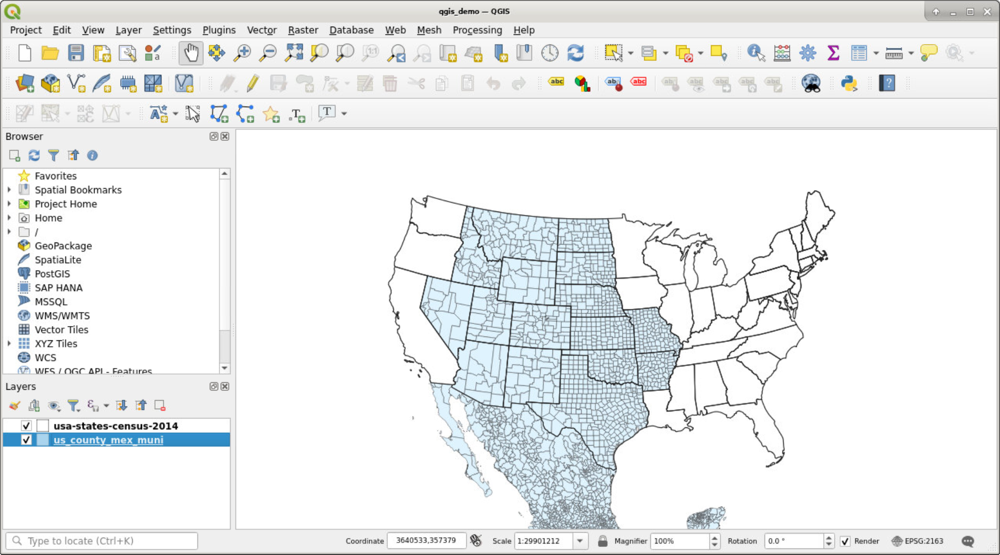 qgis_demo — QGIS
Project Edit View Layer Settings Plugins Vector Raster Database Web Mesh Processing Help
a
1:1
abc abc abc
T T
?
Browser
Favorites
Spatial Bookmarks
Project Home
Home
/
GeoPackage
SpatiaLite
PostGIS
SAP HANA
MSSQL
WMS/WMTS
Vector Tiles
XYZ Tiles
WCS
WFS / OGC API - Features
Layers
usa-states-census-2014
us_county_mex_muni
Type to locate (Ctrl+K) Coordinate 3640533,357379 Scale 1:29901212 Magnifier 100% Rotation 0.0 ° Render EPSG:2163